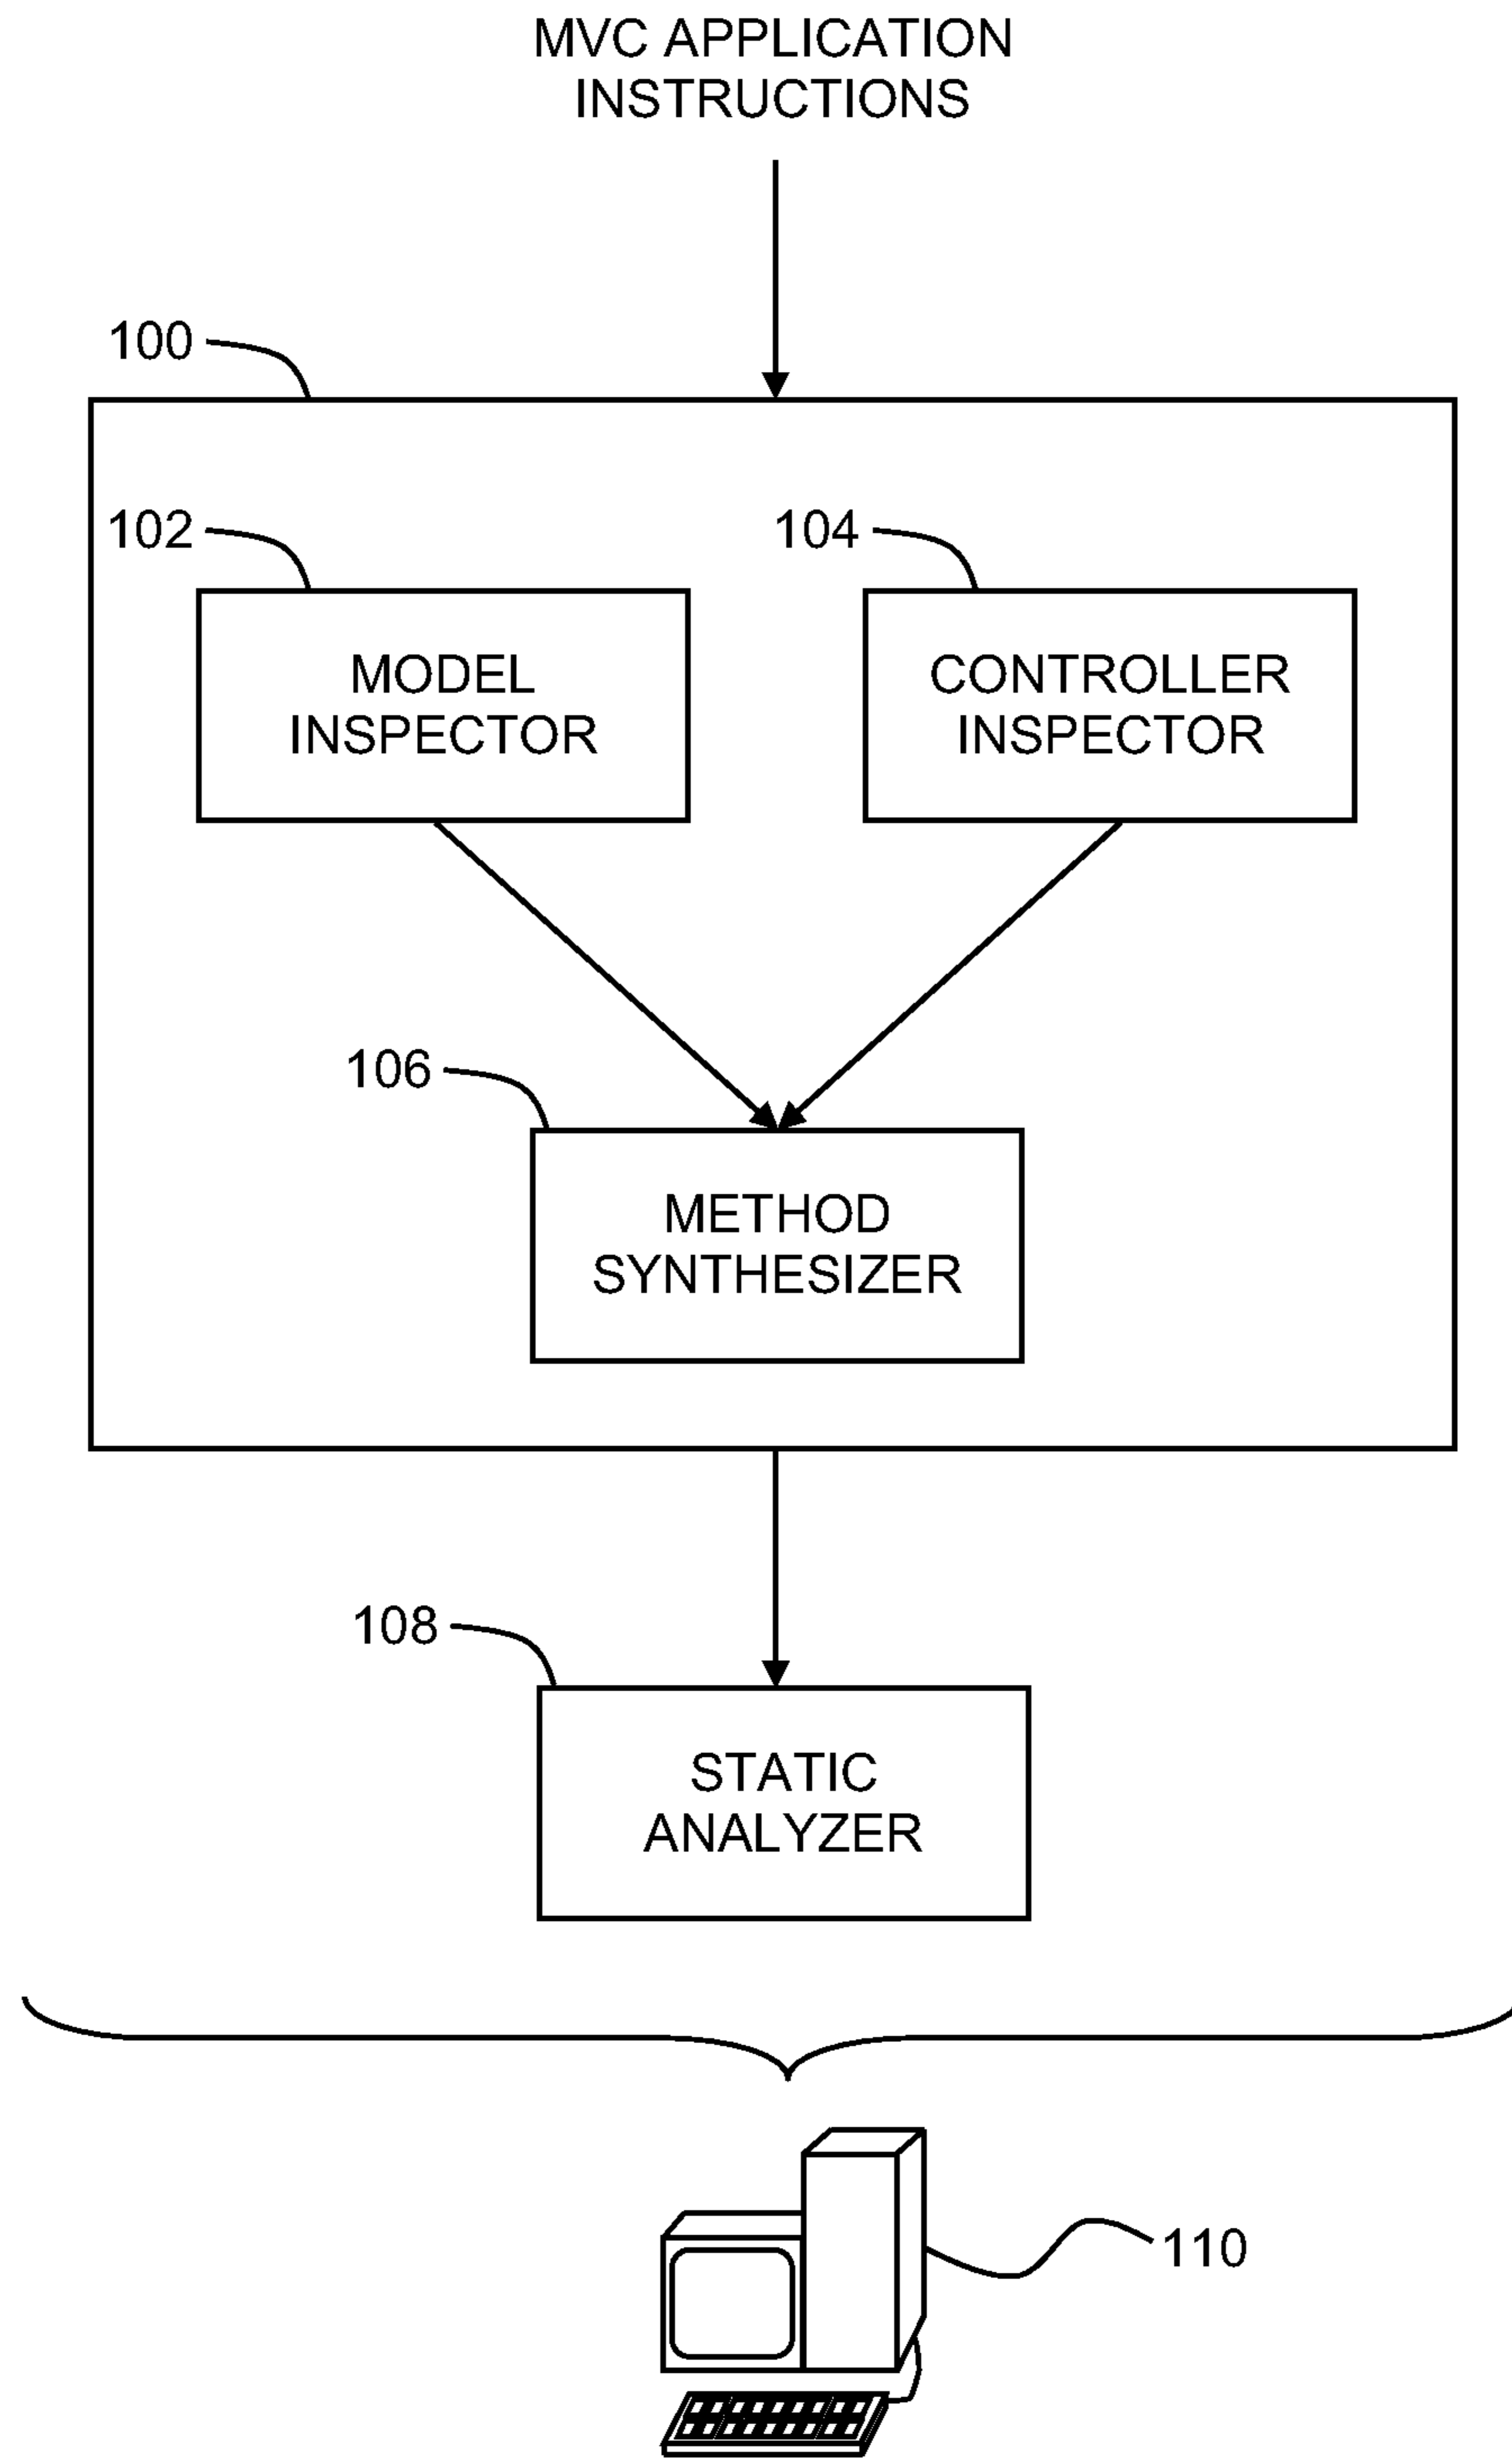 MVC APPLICATION
INSTRUCTIONS
100
102
104
MODEL
INSPECTOR
CONTROLLER
INSPECTOR
106
METHOD
SYNTHESIZER
108
STATIC
ANALYZER
110